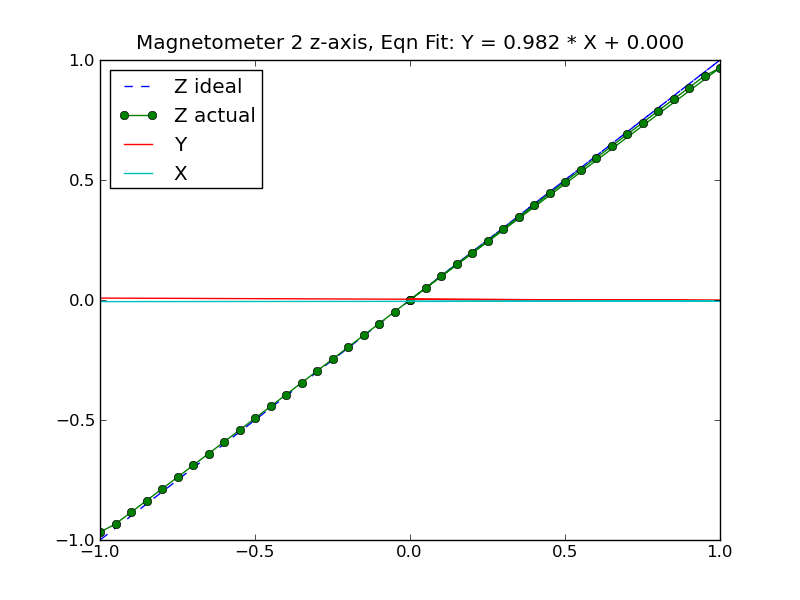 Magnetometer 2 z-axis, Eqn Fit: Y = 0.982 * X + 0.000
1.0
Z ideal
Z actual
Y
X
0.5
0.0
−0.5
−1.0
−1.0 −0.5 0.0 0.5 1.0